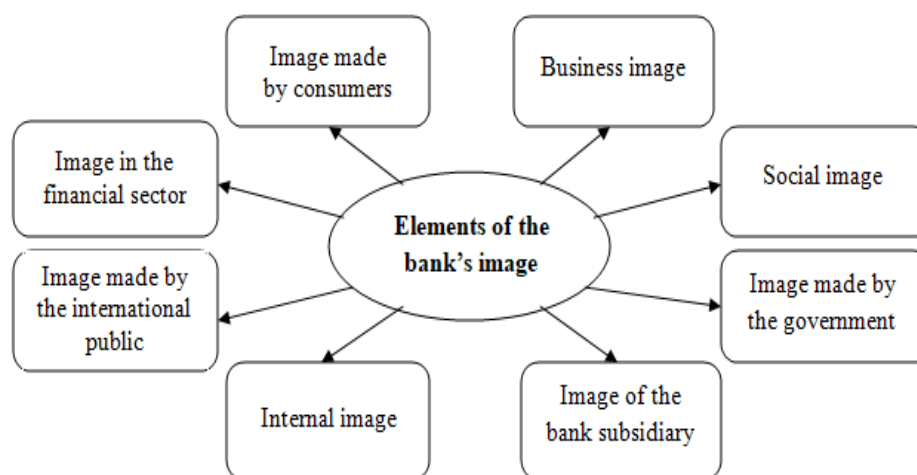 Image made
by consumers
Business image
Image in the
financial sector
Elements of the
bank's image
Social image
Image made by
the international
public
Image made by
the government
Internal image
Image of the
bank subsidiary